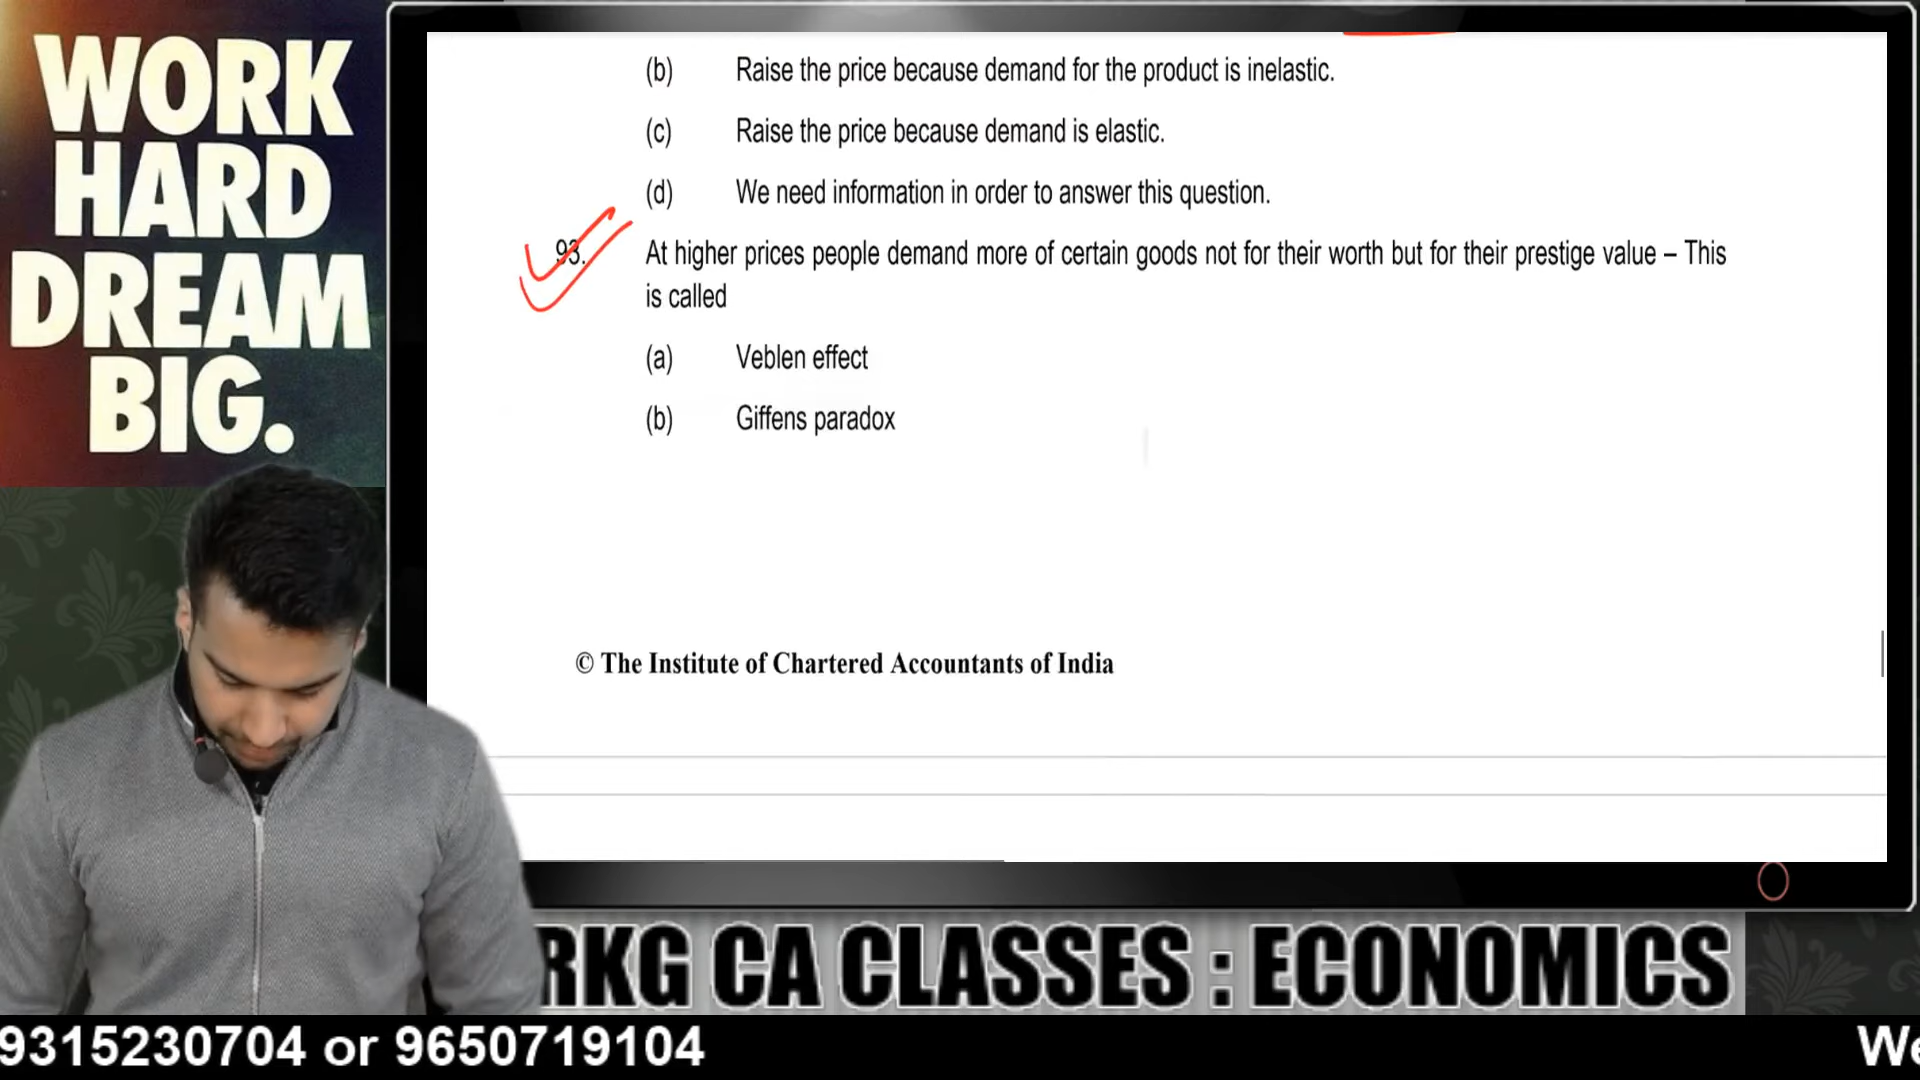 WORK
HARD
DREAM
BIG.
(b) Raise the price because demand for the product is inelastic.
(c) Raise the price because demand is elastic.
(d) We need information in order to answer this question.
93. At higher prices people demand more of certain goods not for their worth but for their prestige value – This
is called
(a) Veblen effect
(b) Giffens paradox
© The Institute of Chartered Accountants of India
RKG CA CLASSES : ECONOMICS
9315230704 or 9650719104
We